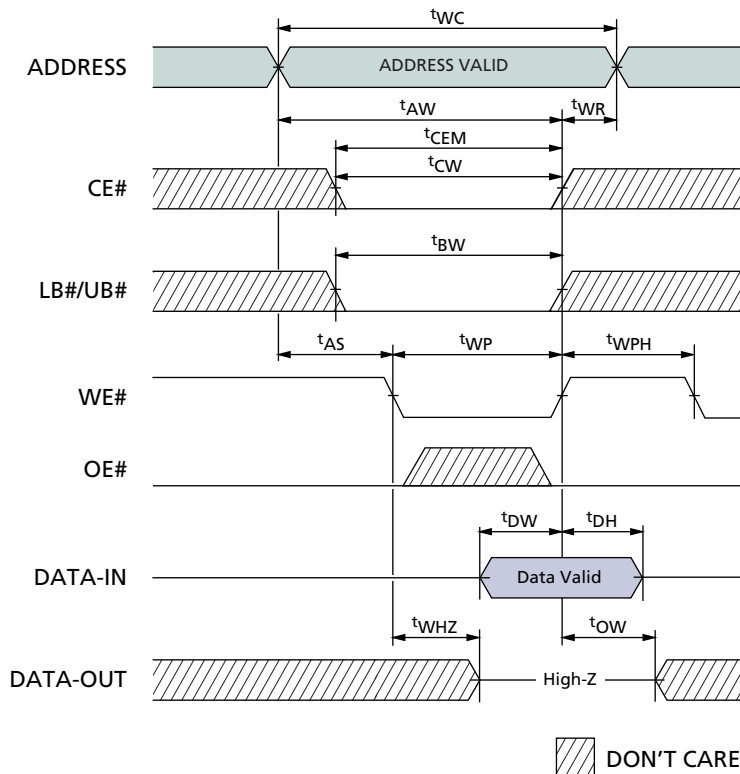 tWC
ADDRESS
ADDRESS VALID
tAW
tWR
tCEM
CE#
tCW
LB#/UB#
tBW
tAS
tWP
tWPH
WE#
OE#
tDW
tDH
DATA-IN
Data Valid
tWHZ
tOW
DATA-OUT
High-Z
DON'T CARE